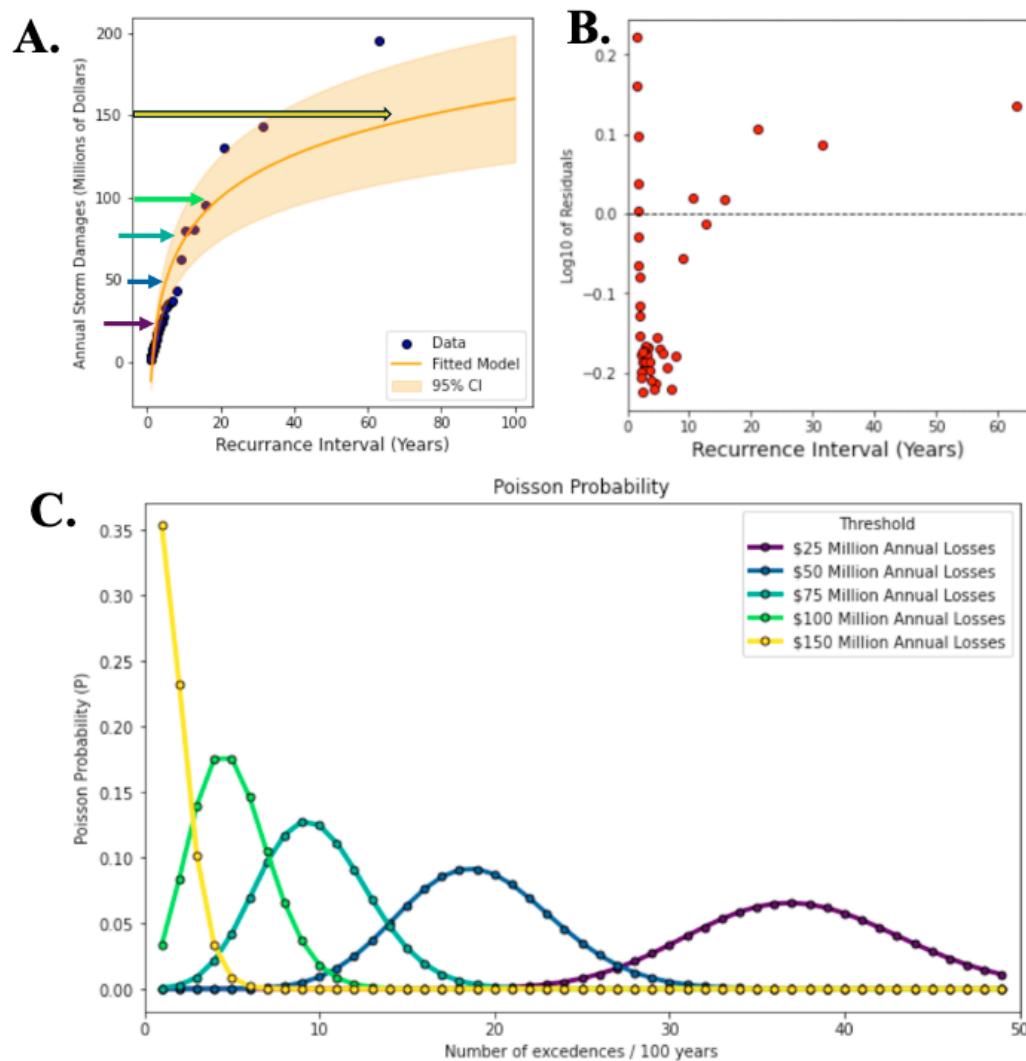 A.
200
150
100
50
0
Annual Storm Damages (Millions of Dollars)
Data
Fitted Model
95% CI
0 20 40 60 80 100
Recurrance Interval (Years)
B.
0.2
0.1
0.0
−0.1
−0.2
Log10 of Residuals
0 10 20 30 40 50 60
Recurrence Interval (Years)
C.
Poisson Probability
0.35
0.30
0.25
0.20
0.15
0.10
0.05
0.00
Poisson Probability (P)
Threshold
$25 Million Annual Losses
$50 Million Annual Losses
$75 Million Annual Losses
$100 Million Annual Losses
$150 Million Annual Losses
0 10 20 30 40 50
Number of excedences / 100 years